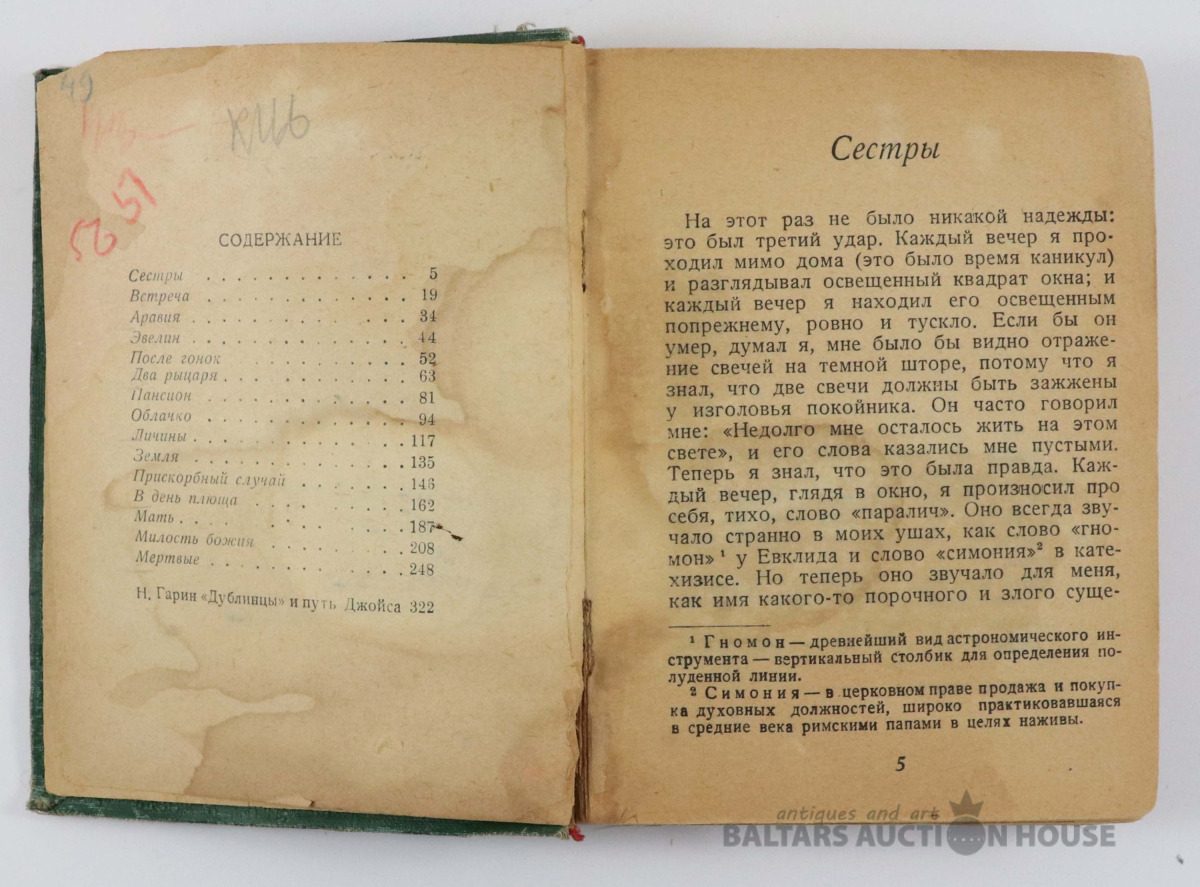 49
56 57
СОДЕРЖАНИЕ
Сестры . . . . . . . . . . . . . . 5
Встреча . . . . . . . . . . . . . . 19
Аравия . . . . . . . . . . . . . . 34
Эвелин . . . . . . . . . . . . . . 44
После гонок . . . . . . . . . . . 52
Два рыцаря . . . . . . . . . . . . 63
Пансион . . . . . . . . . . . . . 81
Облачко . . . . . . . . . . . . . 94
Личины . . . . . . . . . . . . . . 117
Земля . . . . . . . . . . . . . . 135
Прискорбный случай . . . . . . . 146
В день плюща . . . . . . . . . . 162
Мать . . . . . . . . . . . . . . . 187
Милость божия . . . . . . . . . 208
Мертвые . . . . . . . . . . . . . 248
Н. Гарин «Дублинцы» и путь Джойса 322
Сестры
На этот раз не было никакой надежды:
это был третий удар. Каждый вечер я про-
ходил мимо дома (это было время каникул)
и разглядывал освещенный квадрат окна; и
каждый вечер я находил его освещенным
попрежнему, ровно и тускло. Если бы он
умер, думал я, мне было бы видно отраже-
ние свечей на темной шторе, потому что я
знал, что две свечи должны быть зажжены
у изголовья покойника. Он часто говорил
мне: «Недолго мне осталось жить на этом
свете», и его слова казались мне пустыми.
Теперь я знал, что это была правда. Каж-
дый вечер, глядя в окно, я произносил про
себя, тихо, слово «паралич». Оно всегда зву-
чало странно в моих ушах, как слово «гно-
мон» ¹ у Евклида и слово «симония»² в кате-
хизисе. Но теперь оно звучало для меня,
как имя какого-то порочного и злого суще-
¹ Гномон — древнейший вид астрономического ин-
струмента — вертикальный столбик для определения по-
луденной линии.
² Симония — в церковном праве продажа и покуп-
ка духовных должностей, широко практиковавшаяся
в средние века римскими папами в целях наживы.
5
antiques and art
BALTARS AUCTION HOUSE